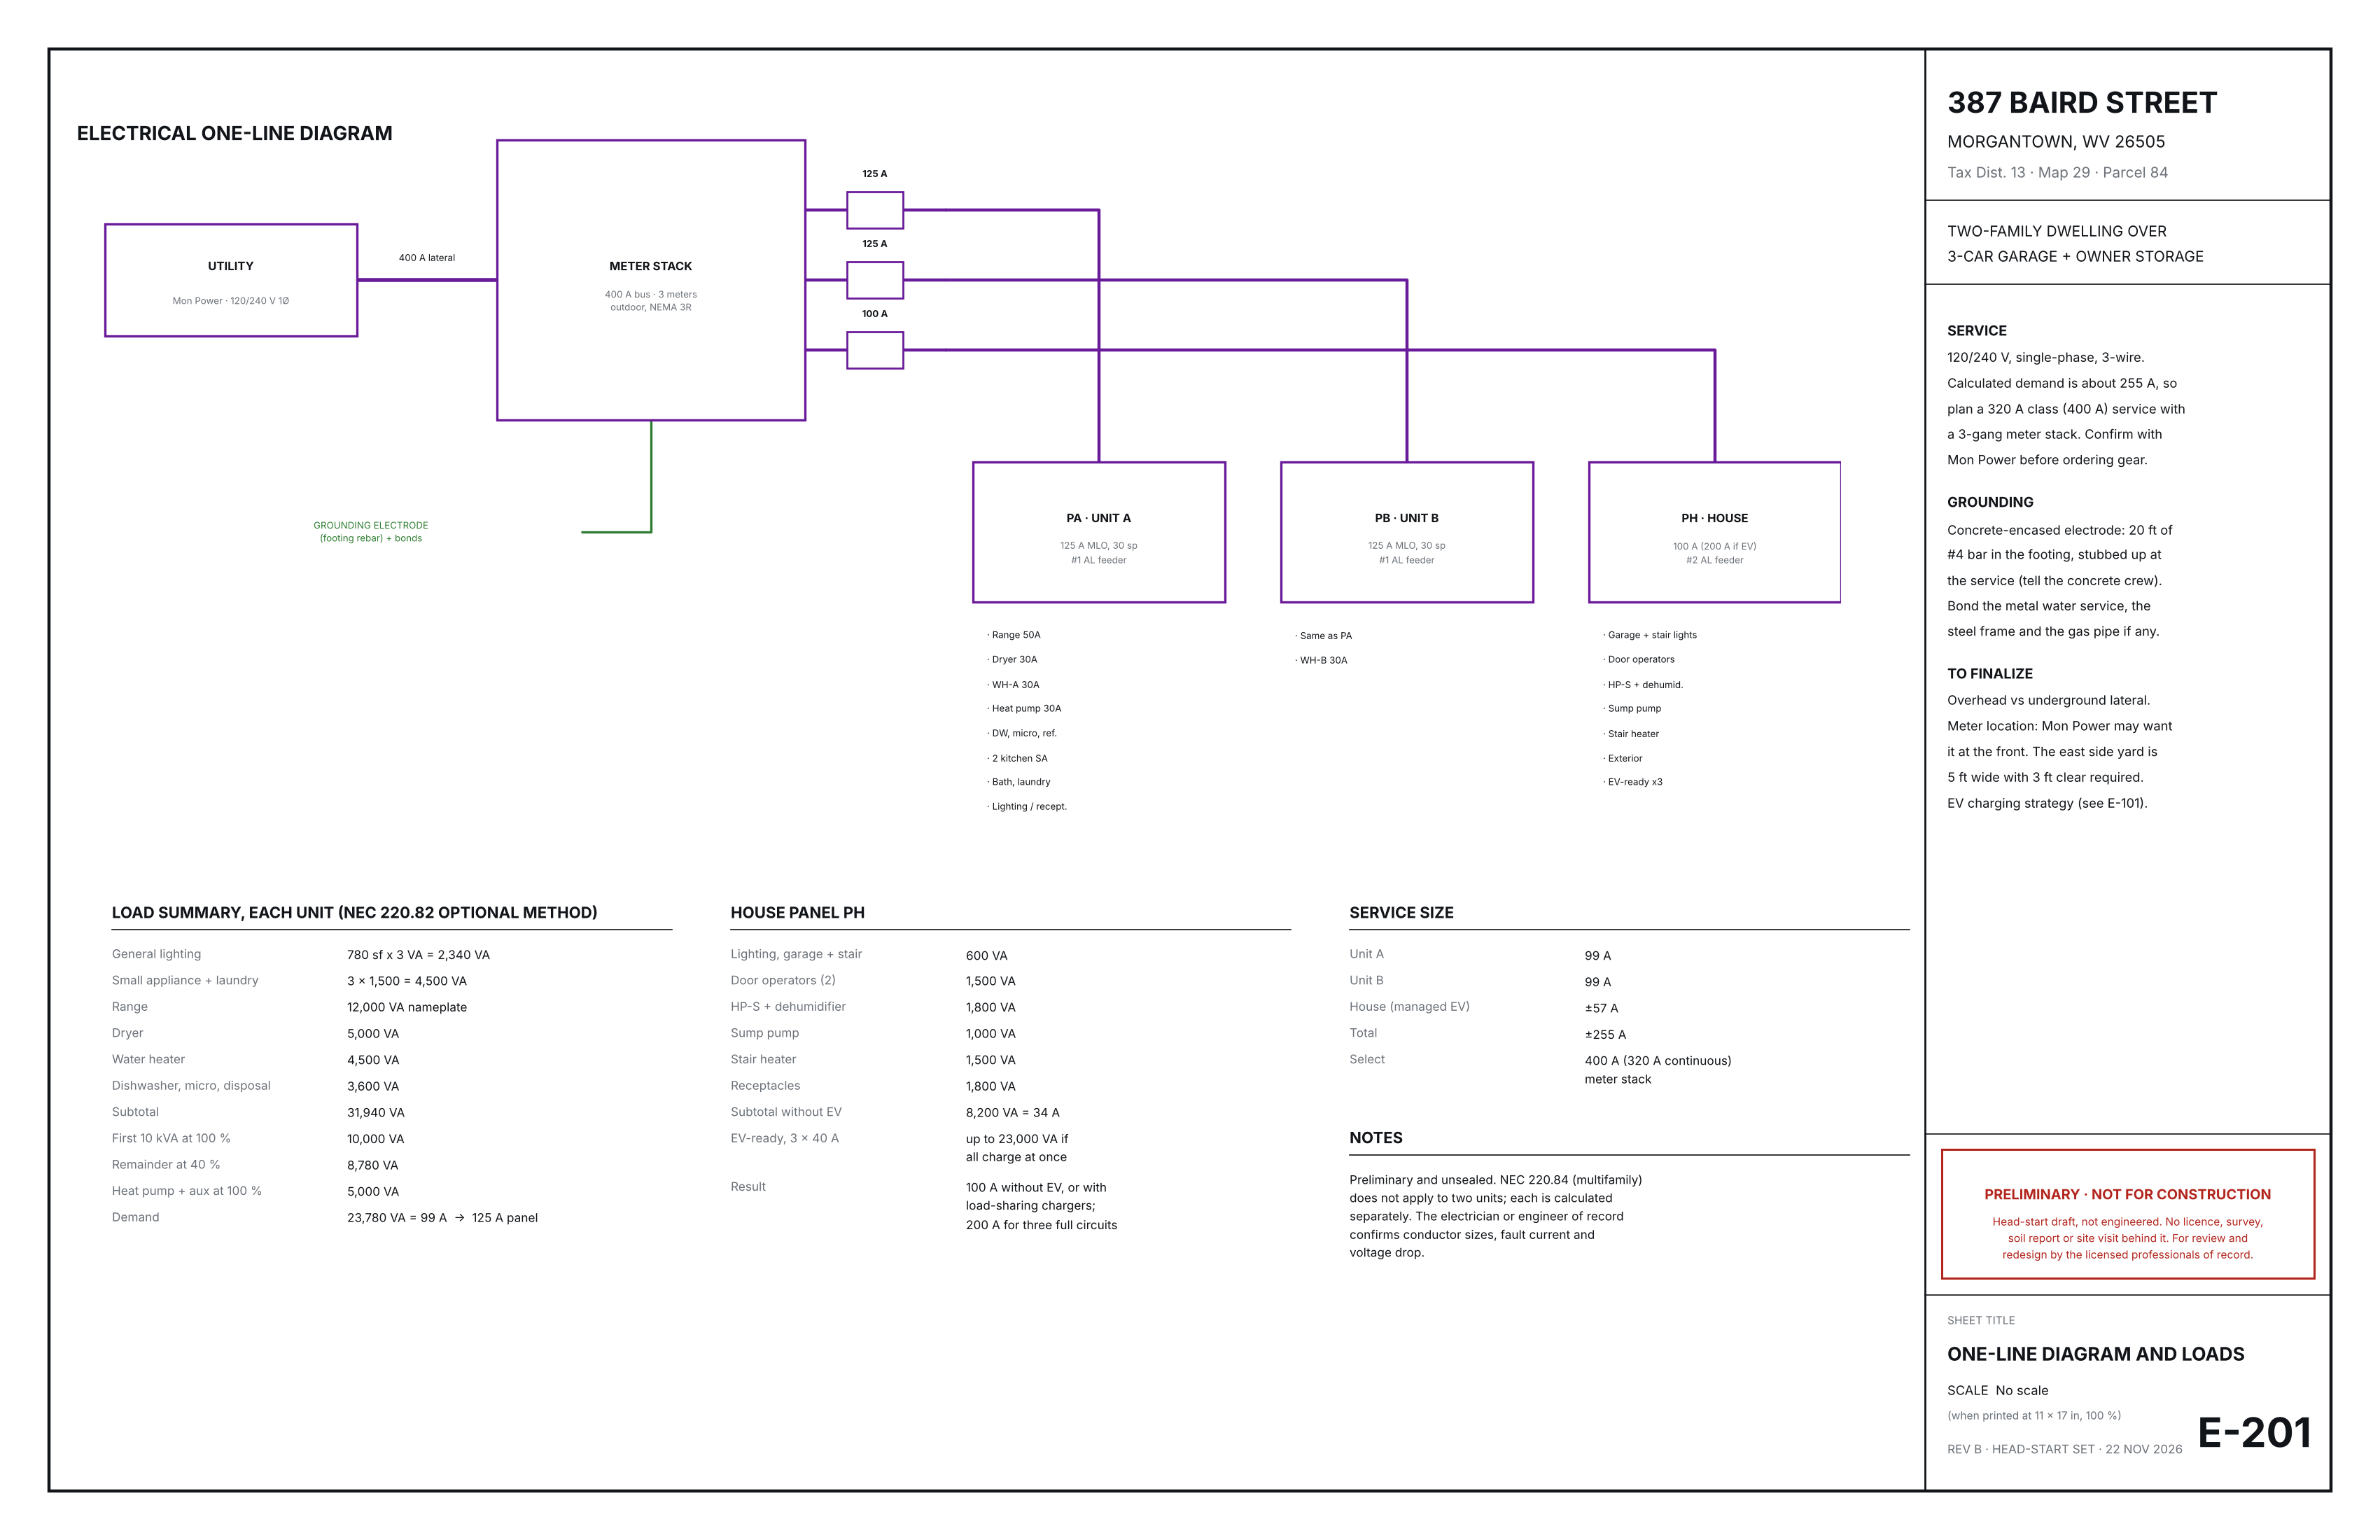 ELECTRICAL ONE-LINE DIAGRAM
UTILITY
Mon Power · 120/240 V 1Ø
400 A lateral
METER STACK
400 A bus · 3 meters
outdoor, NEMA 3R
125 A
125 A
100 A
GROUNDING ELECTRODE
(footing rebar) + bonds
PA · UNIT A
125 A MLO, 30 sp
#1 AL feeder
PB · UNIT B
125 A MLO, 30 sp
#1 AL feeder
PH · HOUSE
100 A (200 A if EV)
#2 AL feeder
· Range 50A
· Dryer 30A
· WH-A 30A
· Heat pump 30A
· DW, micro, ref.
· 2 kitchen SA
· Bath, laundry
· Lighting / recept.
· Same as PA
· WH-B 30A
· Garage + stair lights
· Door operators
· HP-S + dehumid.
· Sump pump
· Stair heater
· Exterior
· EV-ready x3
LOAD SUMMARY, EACH UNIT (NEC 220.82 OPTIONAL METHOD)
General lighting 780 sf x 3 VA = 2,340 VA
Small appliance + laundry 3 × 1,500 = 4,500 VA
Range 12,000 VA nameplate
Dryer 5,000 VA
Water heater 4,500 VA
Dishwasher, micro, disposal 3,600 VA
Subtotal 31,940 VA
First 10 kVA at 100 % 10,000 VA
Remainder at 40 % 8,780 VA
Heat pump + aux at 100 % 5,000 VA
Demand 23,780 VA = 99 A → 125 A panel
HOUSE PANEL PH
Lighting, garage + stair 600 VA
Door operators (2) 1,500 VA
HP-S + dehumidifier 1,800 VA
Sump pump 1,000 VA
Stair heater 1,500 VA
Receptacles 1,800 VA
Subtotal without EV 8,200 VA = 34 A
EV-ready, 3 × 40 A up to 23,000 VA if
all charge at once
Result 100 A without EV, or with
load-sharing chargers;
200 A for three full circuits
SERVICE SIZE
Unit A 99 A
Unit B 99 A
House (managed EV) ±57 A
Total ±255 A
Select 400 A (320 A continuous)
meter stack
NOTES
Preliminary and unsealed. NEC 220.84 (multifamily)
does not apply to two units; each is calculated
separately. The electrician or engineer of record
confirms conductor sizes, fault current and
voltage drop.
387 BAIRD STREET
MORGANTOWN, WV 26505
Tax Dist. 13 · Map 29 · Parcel 84
TWO-FAMILY DWELLING OVER
3-CAR GARAGE + OWNER STORAGE
SERVICE
120/240 V, single-phase, 3-wire.
Calculated demand is about 255 A, so
plan a 320 A class (400 A) service with
a 3-gang meter stack. Confirm with
Mon Power before ordering gear.
GROUNDING
Concrete-encased electrode: 20 ft of
#4 bar in the footing, stubbed up at
the service (tell the concrete crew).
Bond the metal water service, the
steel frame and the gas pipe if any.
TO FINALIZE
Overhead vs underground lateral.
Meter location: Mon Power may want
it at the front. The east side yard is
5 ft wide with 3 ft clear required.
EV charging strategy (see E-101).
PRELIMINARY · NOT FOR CONSTRUCTION
Head-start draft, not engineered. No licence, survey,
soil report or site visit behind it. For review and
redesign by the licensed professionals of record.
SHEET TITLE
ONE-LINE DIAGRAM AND LOADS
SCALE No scale
(when printed at 11 × 17 in, 100 %)
REV B · HEAD-START SET · 22 NOV 2026
E-201